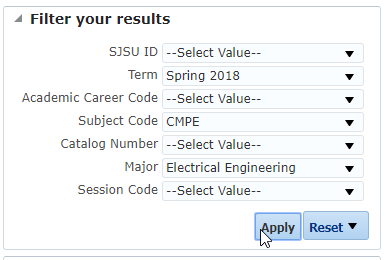 Filter your results
SJSU ID --Select Value--
Term Spring 2018
Academic Career Code --Select Value--
Subject Code CMPE
Catalog Number --Select Value--
Major Electrical Engineering
Session Code --Select Value--
Apply Reset